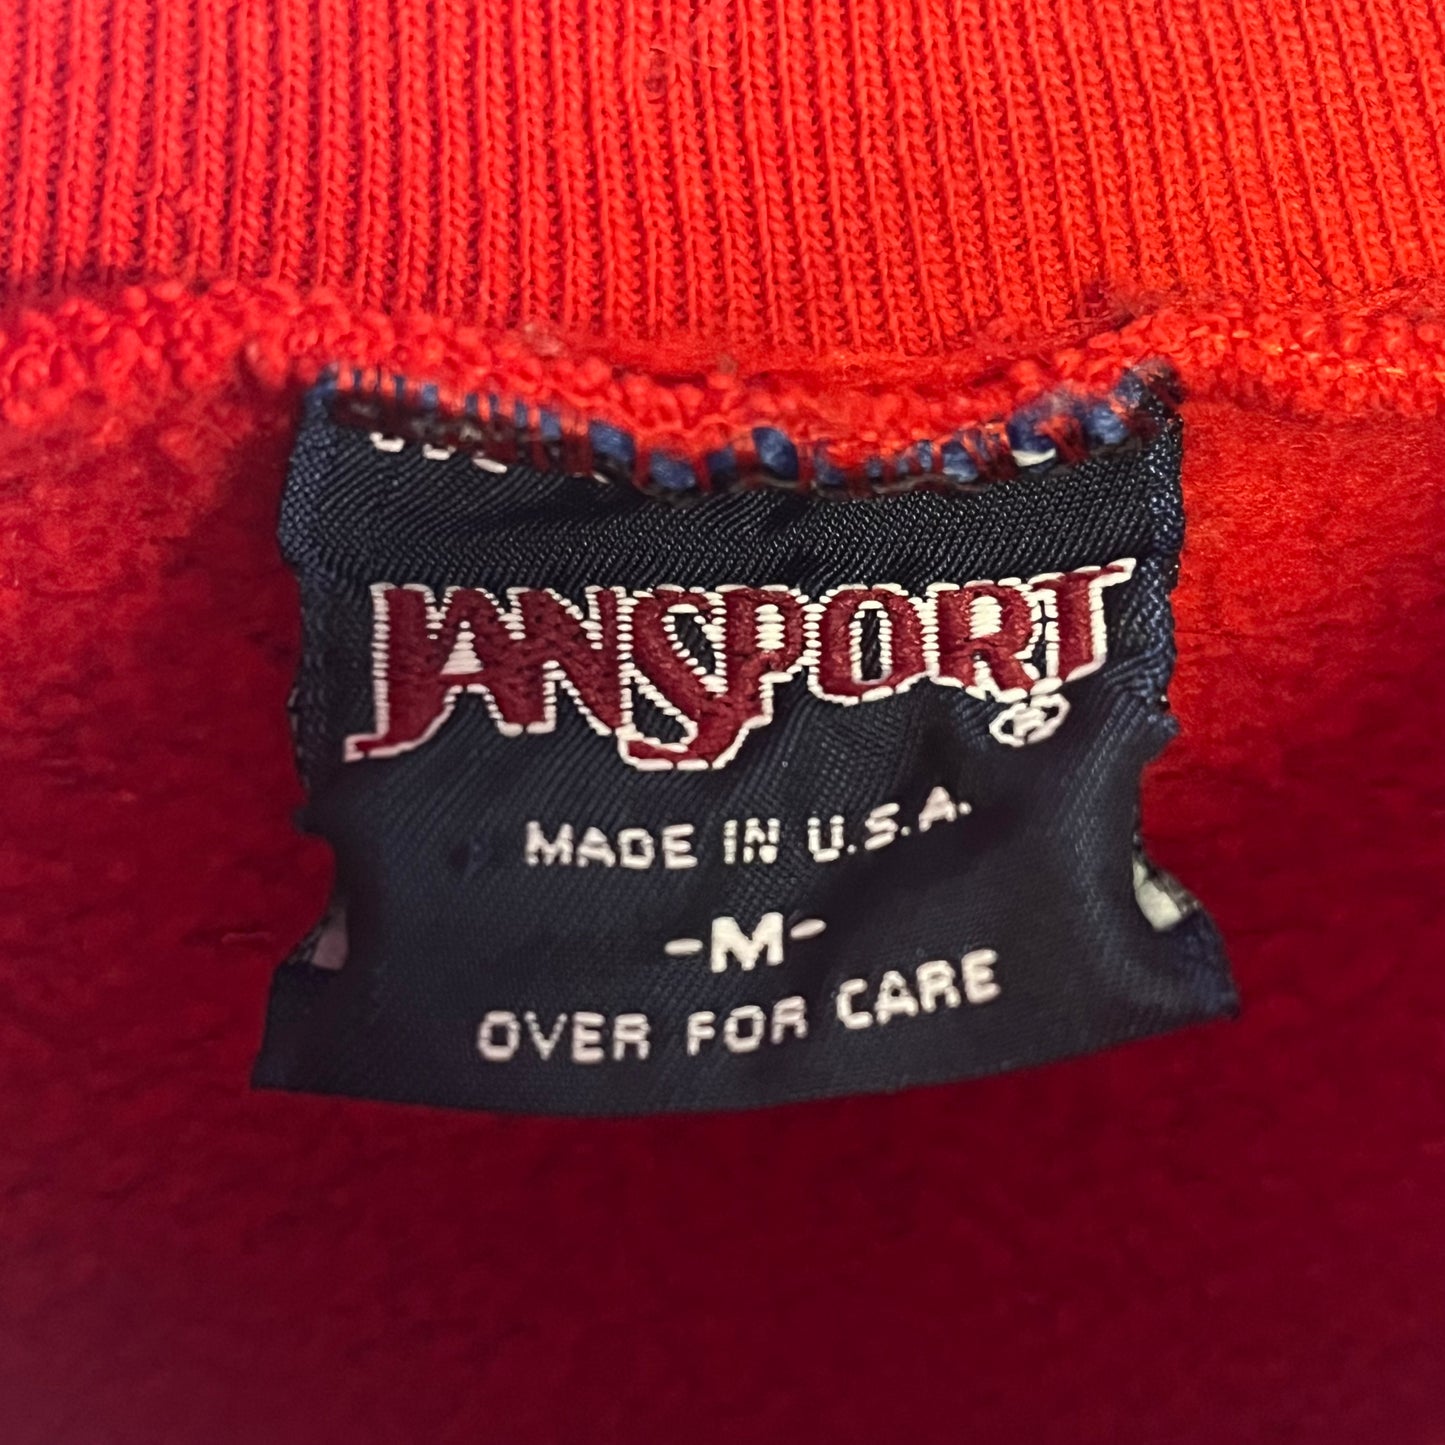 JANSPORT®
MADE IN U.S.A.
-M-
OVER FOR CARE